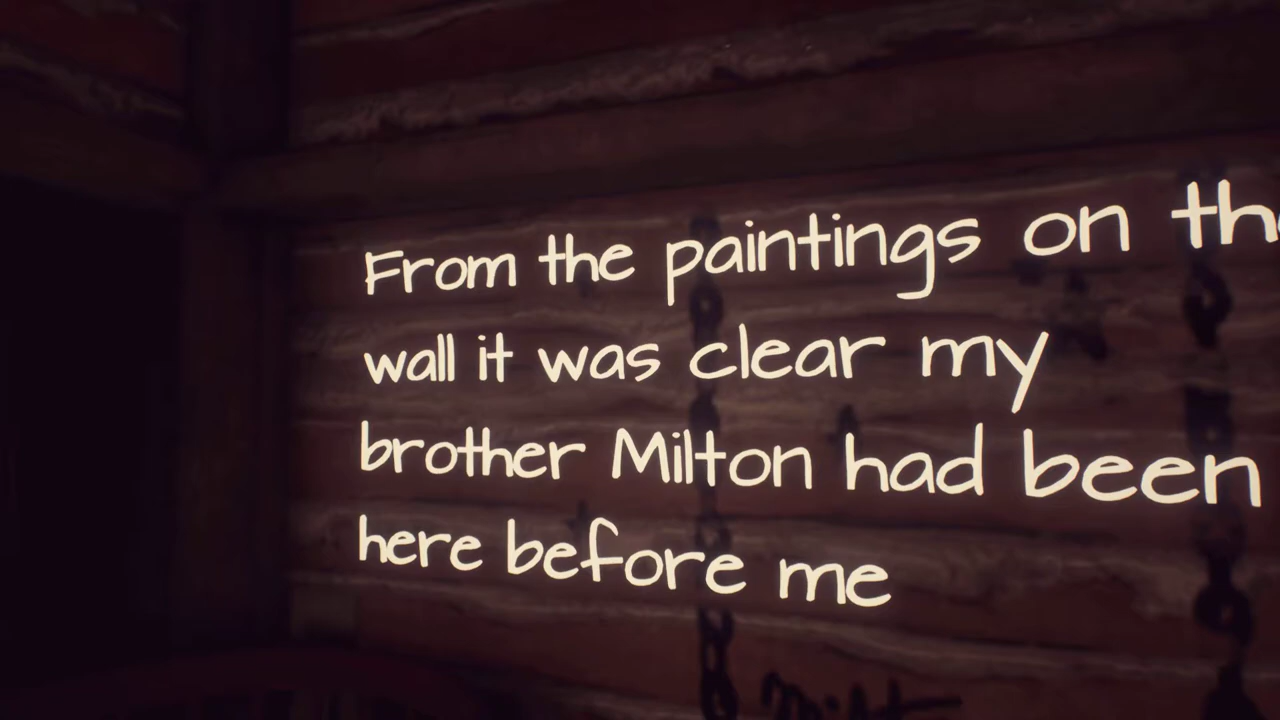 From the paintings on th
wall it was clear my
brother Milton had been
here before me